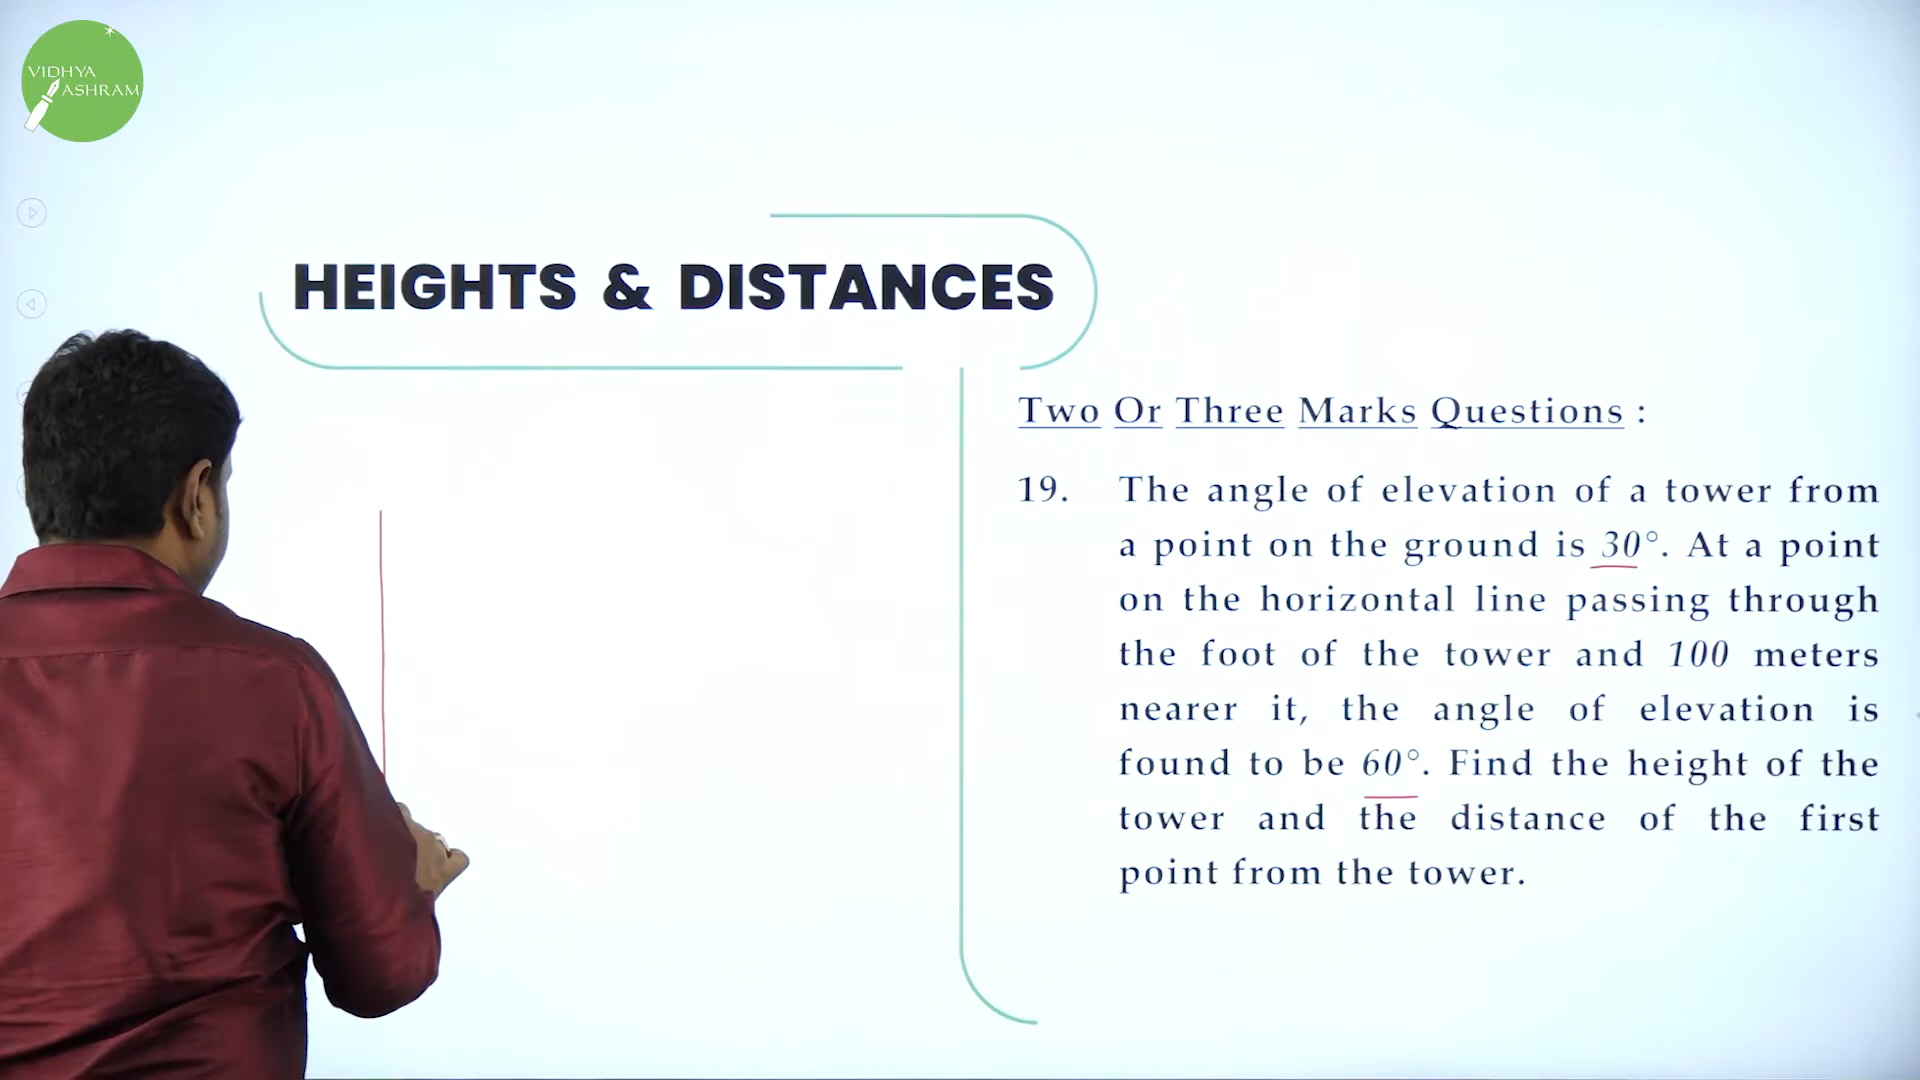 VIDHYA
ASHRAM
HEIGHTS & DISTANCES
Two Or Three Marks Questions :
19. The angle of elevation of a tower from
a point on the ground is 30°. At a point
on the horizontal line passing through
the foot of the tower and 100 meters
nearer it, the angle of elevation is
found to be 60°. Find the height of the
tower and the distance of the first
point from the tower.